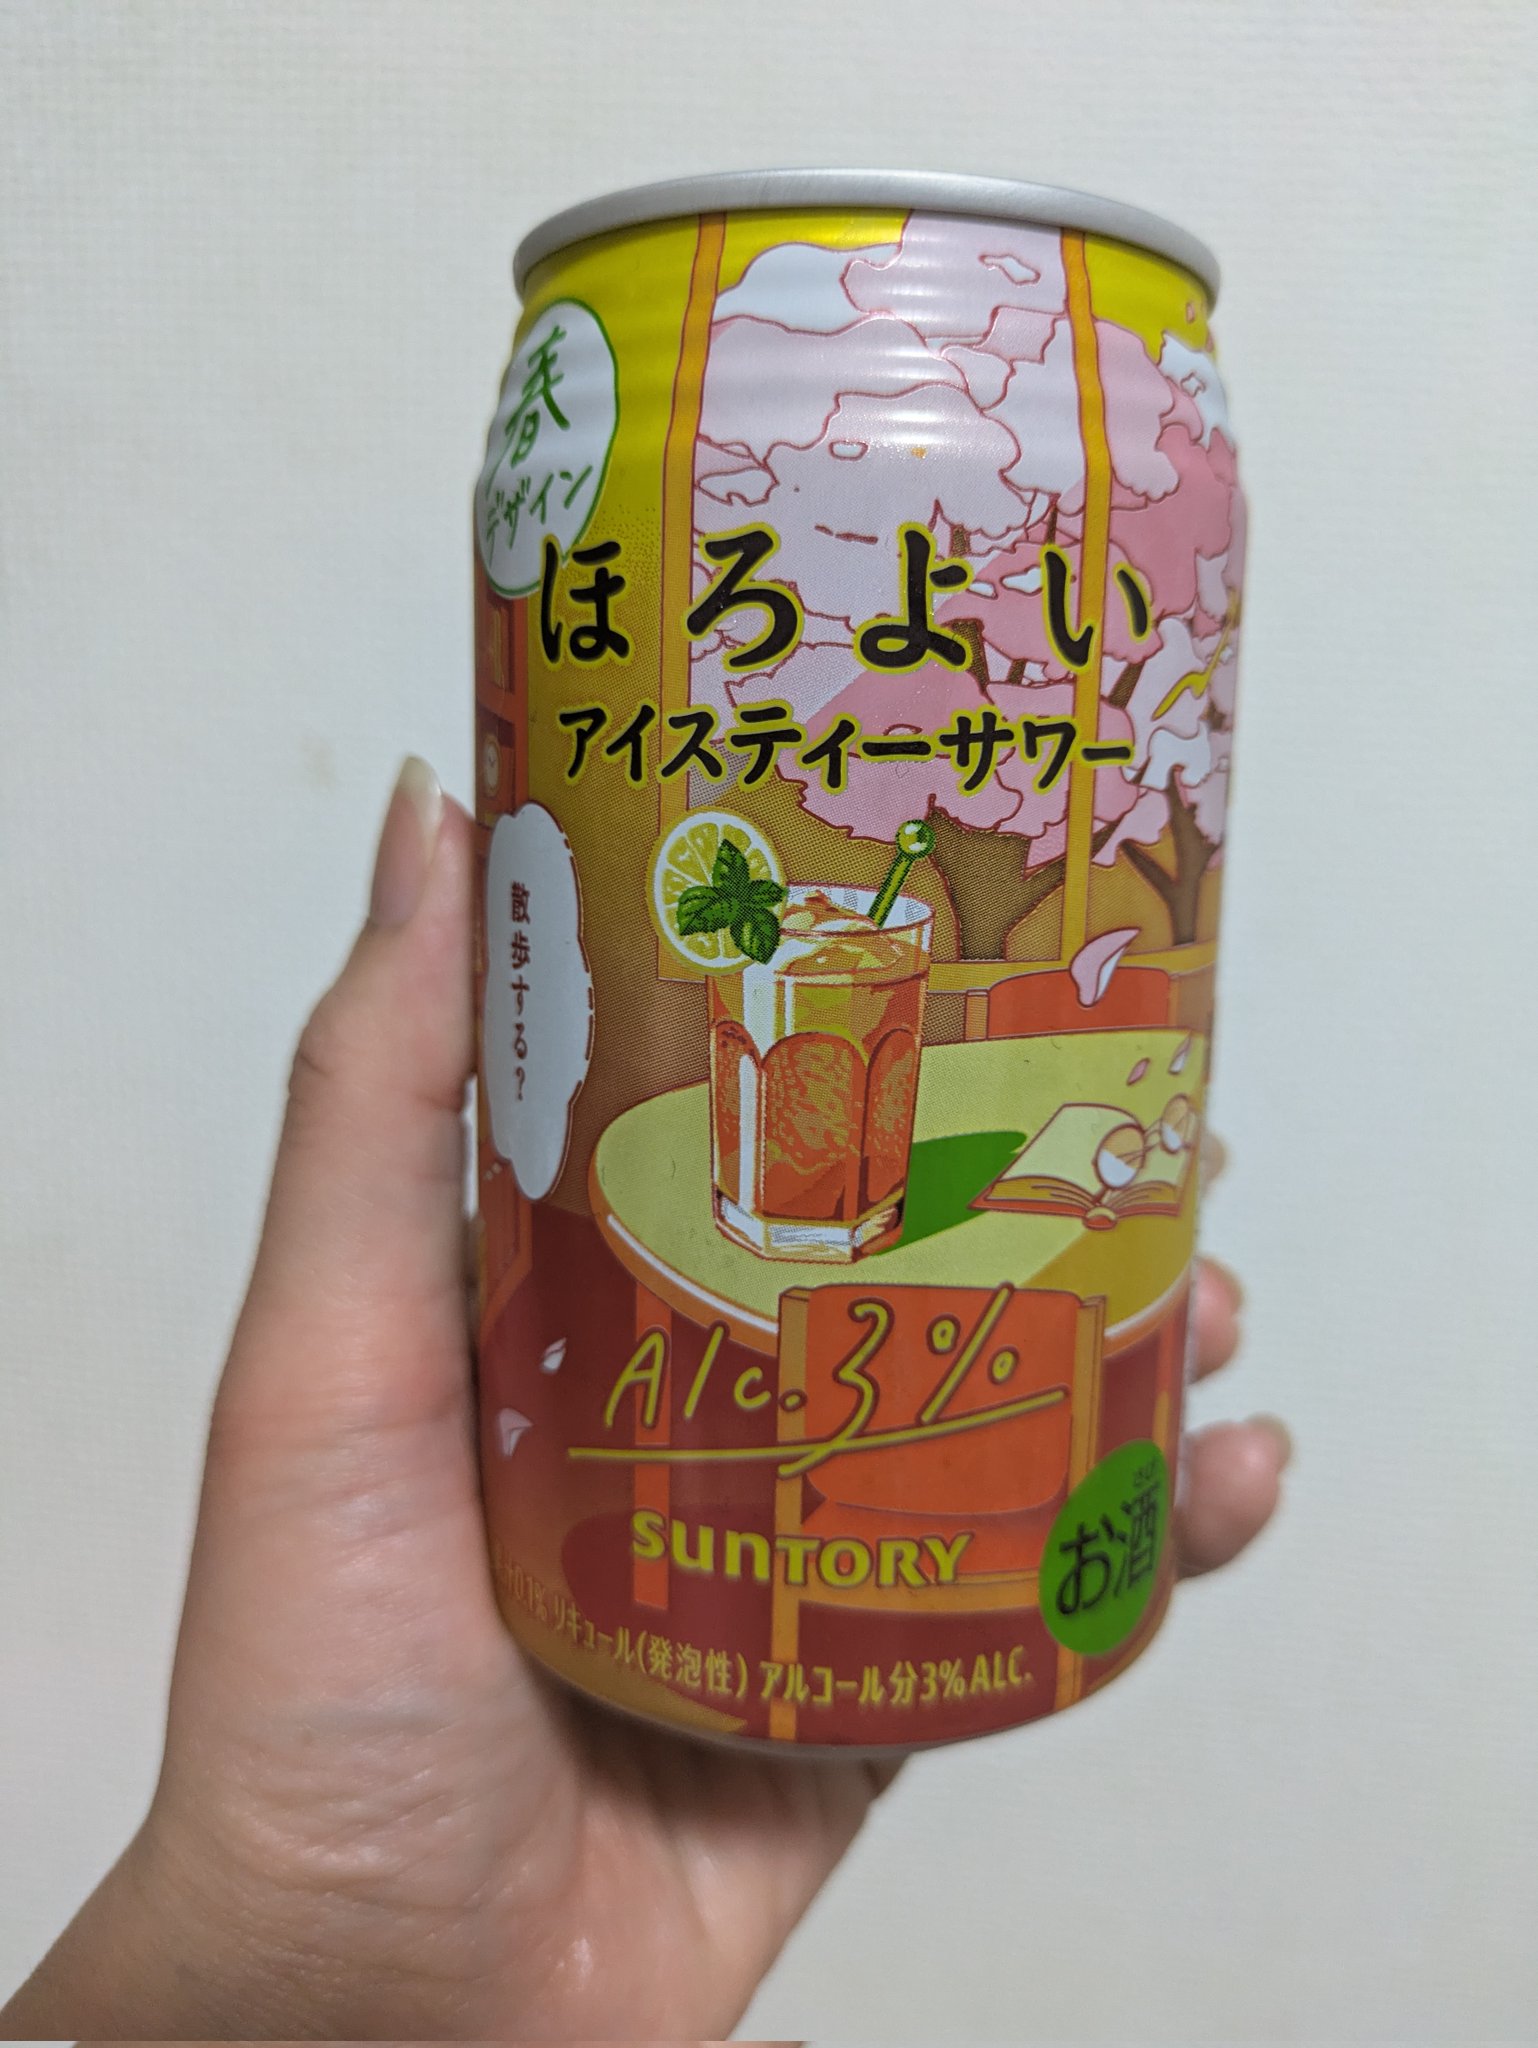 春
デザイン
ほろよい
アイスティーサワー
散歩する?
Alc.3%
SUNTORY
お酒
0.1% リキュール(発泡性) アルコール分3%ALC.